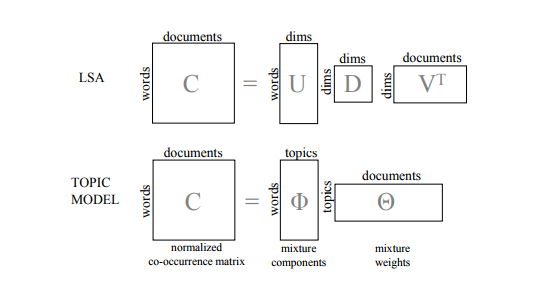 documents
dims
dims
documents
LSA
words
C
=
words
U
dims
D
dims
Vᵀ
documents
topics
documents
TOPIC
MODEL
words
C
=
words
Φ
topics
Θ
normalized
co-occurrence matrix
mixture
components
mixture
weights